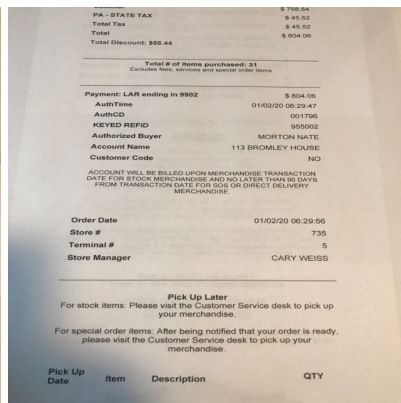 Subtotal $ 758.54
PA - STATE TAX $ 45.52
Total Tax $ 45.52
Total $ 804.06
Total Discount: $88.44
Total # of items purchased: 31
Excludes fees, services and special order items
Payment: LAR ending in 9902 $ 804.06
AuthTime 01/02/20 06:29:47
AuthCD 001796
KEYED REFID 955002
Authorized Buyer MORTON NATE
Account Name 113 BROMLEY HOUSE
Customer Code NO
ACCOUNT WILL BE BILLED UPON MERCHANDISE TRANSACTION
DATE FOR STOCK MERCHANDISE AND NO LATER THAN 90 DAYS
FROM TRANSACTION DATE FOR SOS OR DIRECT DELIVERY
MERCHANDISE.
Order Date 01/02/20 06:29:56
Store # 735
Terminal # 5
Store Manager CARY WEISS
Pick Up Later
For stock items: Please visit the Customer Service desk to pick up
your merchandise.
For special order items: After being notified that your order is ready,
please visit the Customer Service desk to pick up your
merchandise.
Pick Up
Date Item Description QTY